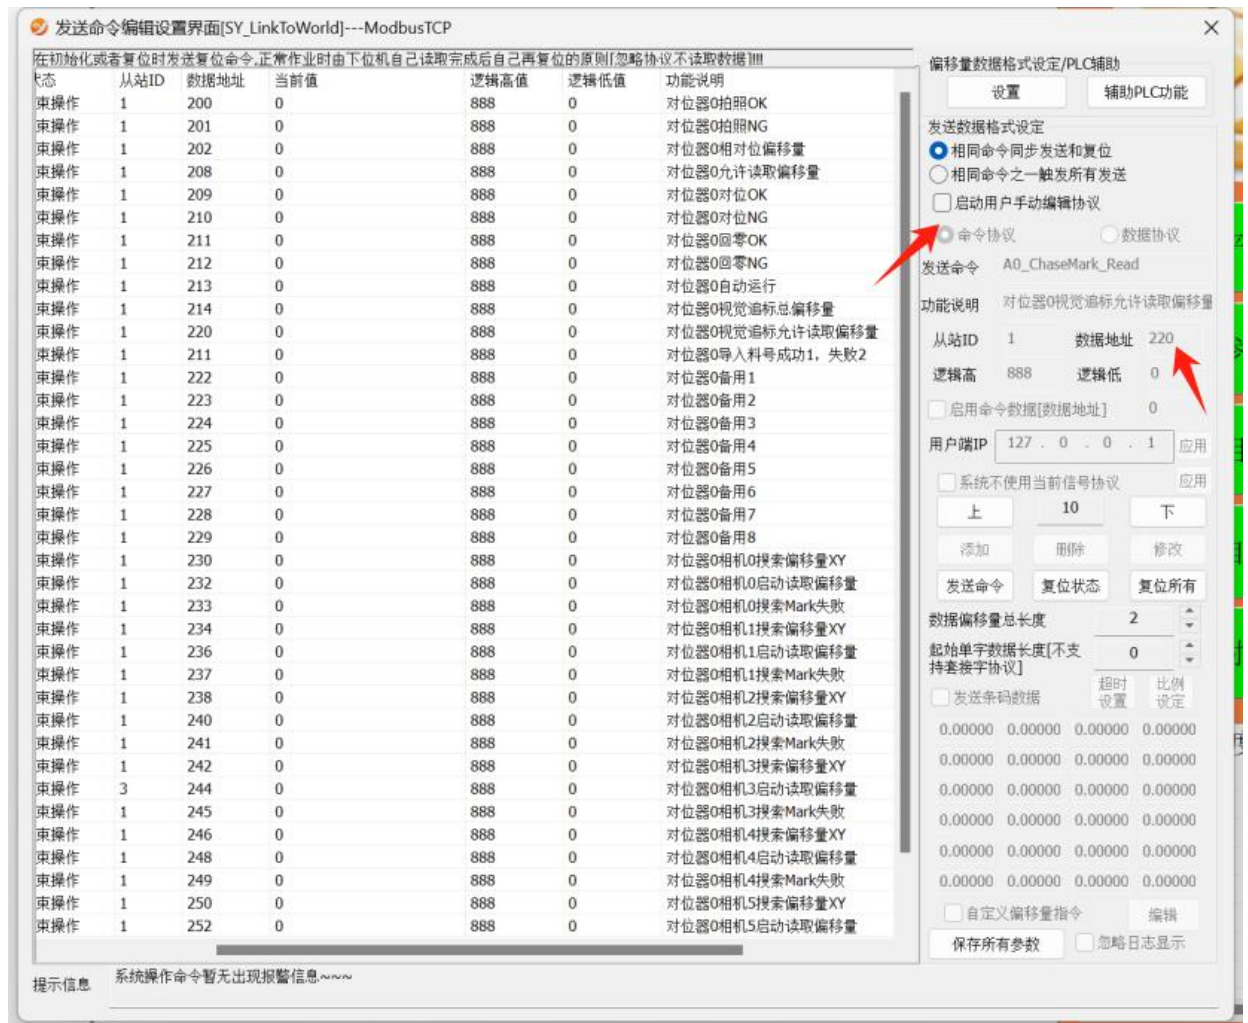 发送命令编辑设置界面[SY_LinkToWorld]---ModbusTCP
在初始化或者复位时发送复位命令,正常作业时由下位机自己读取完成后自己再复位的原则[忽略协议不读取数据]!!!!
状态 从站ID 数据地址 当前值 逻辑高值 逻辑低值 功能说明
束操作 1 200 0 888 0 对位器0拍照OK
束操作 1 201 0 888 0 对位器0拍照NG
束操作 1 202 0 888 0 对位器0相对位偏移量
束操作 1 208 0 888 0 对位器0允许读取偏移量
束操作 1 209 0 888 0 对位器0对位OK
束操作 1 210 0 888 0 对位器0对位NG
束操作 1 211 0 888 0 对位器0回零OK
束操作 1 212 0 888 0 对位器0回零NG
束操作 1 213 0 888 0 对位器0自动运行
束操作 1 214 0 888 0 对位器0视觉追标总偏移量
束操作 1 220 0 888 0 对位器0视觉追标允许读取偏移量
束操作 1 211 0 888 0 对位器0导入料号成功1，失败2
束操作 1 222 0 888 0 对位器0备用1
束操作 1 223 0 888 0 对位器0备用2
束操作 1 224 0 888 0 对位器0备用3
束操作 1 225 0 888 0 对位器0备用4
束操作 1 226 0 888 0 对位器0备用5
束操作 1 227 0 888 0 对位器0备用6
束操作 1 228 0 888 0 对位器0备用7
束操作 1 229 0 888 0 对位器0备用8
束操作 1 230 0 888 0 对位器0相机0搜索偏移量XY
束操作 1 232 0 888 0 对位器0相机0启动读取偏移量
束操作 1 233 0 888 0 对位器0相机0搜索Mark失败
束操作 1 234 0 888 0 对位器0相机1搜索偏移量XY
束操作 1 236 0 888 0 对位器0相机1启动读取偏移量
束操作 1 237 0 888 0 对位器0相机1搜索Mark失败
束操作 1 238 0 888 0 对位器0相机2搜索偏移量XY
束操作 1 240 0 888 0 对位器0相机2启动读取偏移量
束操作 1 241 0 888 0 对位器0相机2搜索Mark失败
束操作 1 242 0 888 0 对位器0相机3搜索偏移量XY
束操作 3 244 0 888 0 对位器0相机3启动读取偏移量
束操作 1 245 0 888 0 对位器0相机3搜索Mark失败
束操作 1 246 0 888 0 对位器0相机4搜索偏移量XY
束操作 1 248 0 888 0 对位器0相机4启动读取偏移量
束操作 1 249 0 888 0 对位器0相机4搜索Mark失败
束操作 1 250 0 888 0 对位器0相机5搜索偏移量XY
束操作 1 252 0 888 0 对位器0相机5启动读取偏移量
提示信息 系统操作命令暂无出现报警信息~~~
偏移量数据格式设定/PLC辅助
设置 辅助PLC功能
发送数据格式设定
相同命令同步发送和复位
相同命令之一触发所有发送
启动用户手动编辑协议
命令协议 数据协议
发送命令 A0_ChaseMark_Read
功能说明 对位器0视觉追标允许读取偏移量
从站ID 1 数据地址 220
逻辑高 888 逻辑低 0
启用命令数据[数据地址] 0
用户端IP 127 . 0 . 0 . 1 应用
系统不使用当前信号协议 应用
上 10 下
添加 删除 修改
发送命令 复位状态 复位所有
数据偏移量总长度 2
起始单字数据长度[不支 0
持套接字协议]
发送条码数据 超时设置 比例设定
0.00000 0.00000 0.00000 0.00000
0.00000 0.00000 0.00000 0.00000
0.00000 0.00000 0.00000 0.00000
0.00000 0.00000 0.00000 0.00000
0.00000 0.00000 0.00000 0.00000
0.00000 0.00000 0.00000 0.00000
自定义偏移量指令 编辑
保存所有参数 忽略日志显示